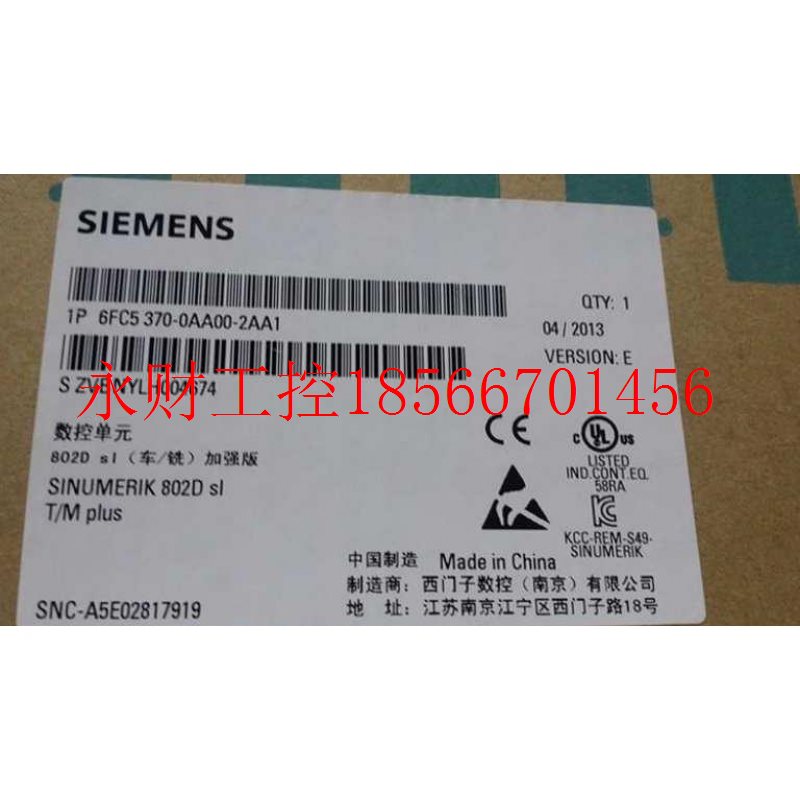 SIEMENS
1P 6FC5 370-0AA00-2AA1
QTY: 1
04/2013
VERSION: E
永财工控18566701456
数控单元
802D sl（车/铣）加强版
SINUMERIK 802D sl
T/M plus
CE
c UL us
LISTED
IND.CONT.EQ.
58RA
KCC-REM-S49-
SINUMERIK
中国制造 Made in China
制造商：西门子数控（南京）有限公司
地 址：江苏南京江宁区西门子路18号
SNC-A5E02817919